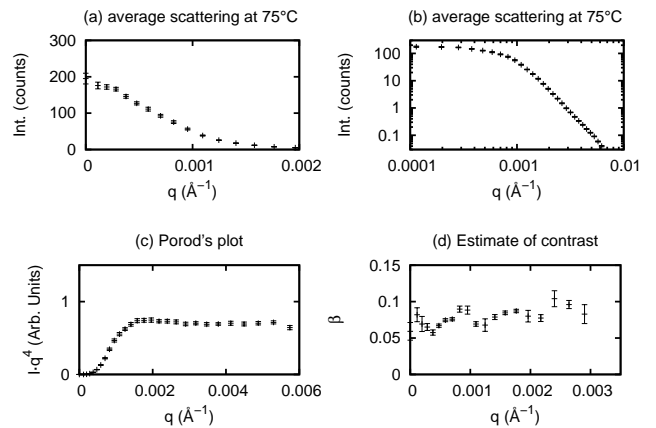 (a) average scattering at 75°C
300
200
100
0
Int. (counts)
0
0.001
0.002
q (Å⁻¹)
(b) average scattering at 75°C
100
10
1
0.1
Int. (counts)
0.0001
0.001
0.01
q (Å⁻¹)
(c) Porod's plot
1
0
I·q⁴ (Arb. Units)
0
0.002
0.004
0.006
q (Å⁻¹)
(d) Estimate of contrast
0.15
0.1
0.05
0
β
0
0.001
0.002
0.003
q (Å⁻¹)